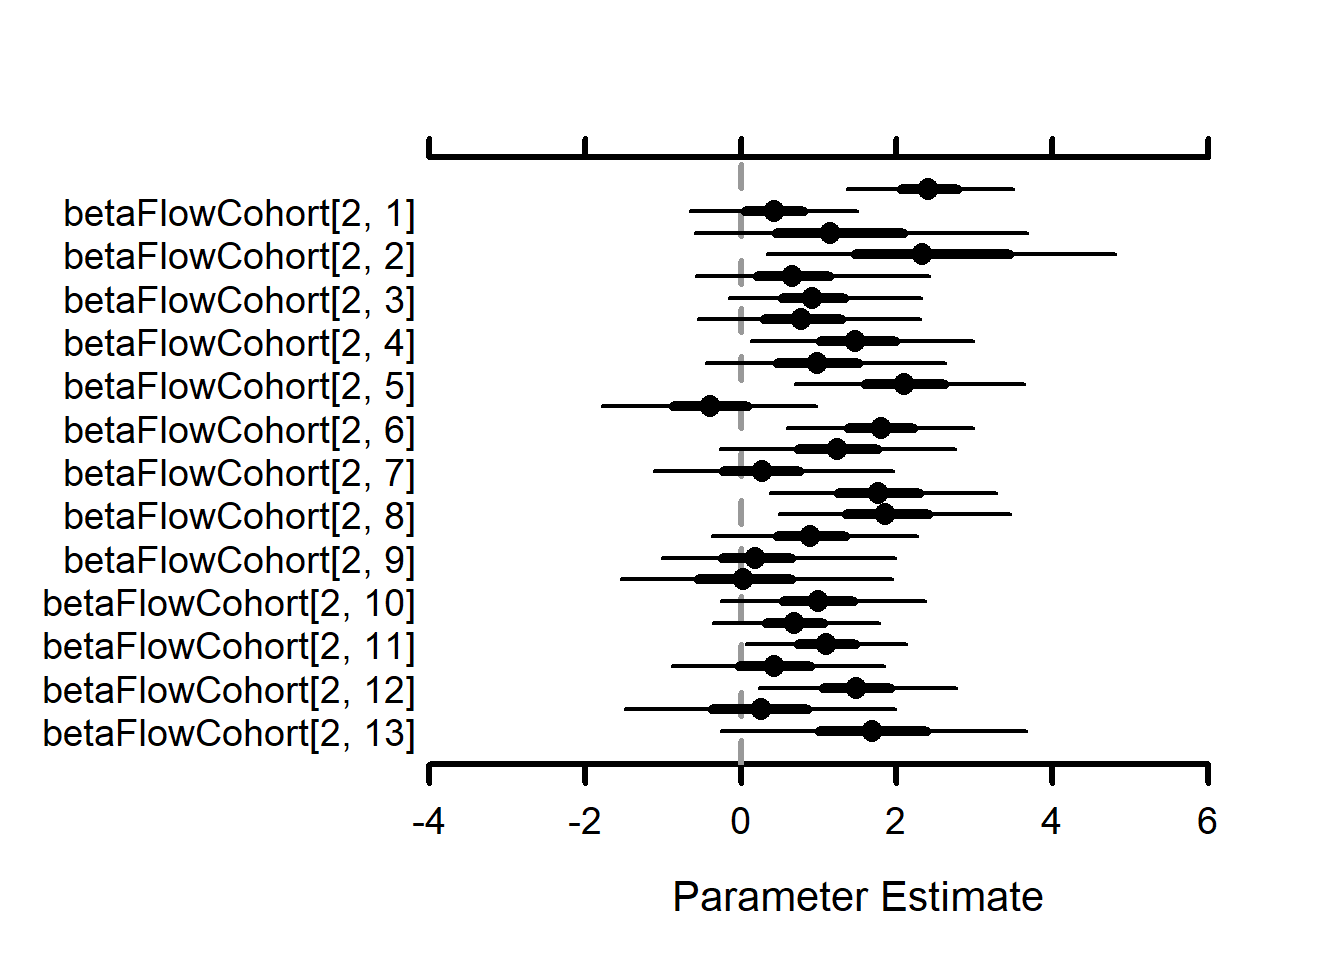 betaFlowCohort[2, 1]
betaFlowCohort[2, 2]
betaFlowCohort[2, 3]
betaFlowCohort[2, 4]
betaFlowCohort[2, 5]
betaFlowCohort[2, 6]
betaFlowCohort[2, 7]
betaFlowCohort[2, 8]
betaFlowCohort[2, 9]
betaFlowCohort[2, 10]
betaFlowCohort[2, 11]
betaFlowCohort[2, 12]
betaFlowCohort[2, 13]
-4 -2 0 2 4 6
Parameter Estimate